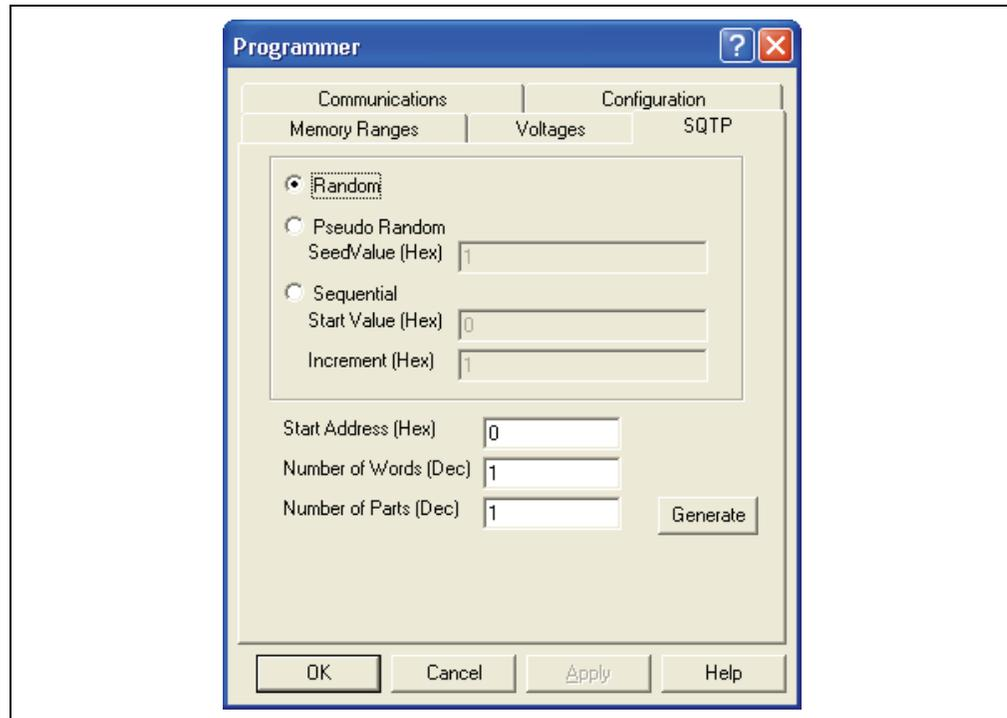 Programmer
?
Communications Configuration
Memory Ranges Voltages SQTP
Random
Pseudo Random
SeedValue (Hex) 1
Sequential
Start Value (Hex) 0
Increment (Hex) 1
Start Address (Hex) 0
Number of Words (Dec) 1
Number of Parts (Dec) 1
Generate
OK Cancel Apply Help